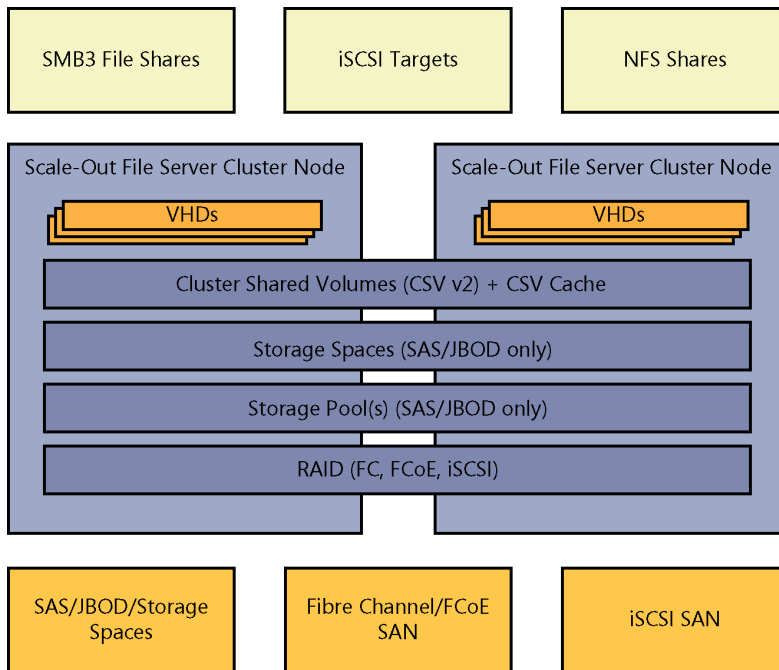 SMB3 File Shares
iSCSI Targets
NFS Shares
Scale-Out File Server Cluster Node
Scale-Out File Server Cluster Node
VHDs
VHDs
Cluster Shared Volumes (CSV v2) + CSV Cache
Storage Spaces (SAS/JBOD only)
Storage Pool(s) (SAS/JBOD only)
RAID (FC, FCoE, iSCSI)
SAS/JBOD/Storage
Spaces
Fibre Channel/FCoE
SAN
iSCSI SAN